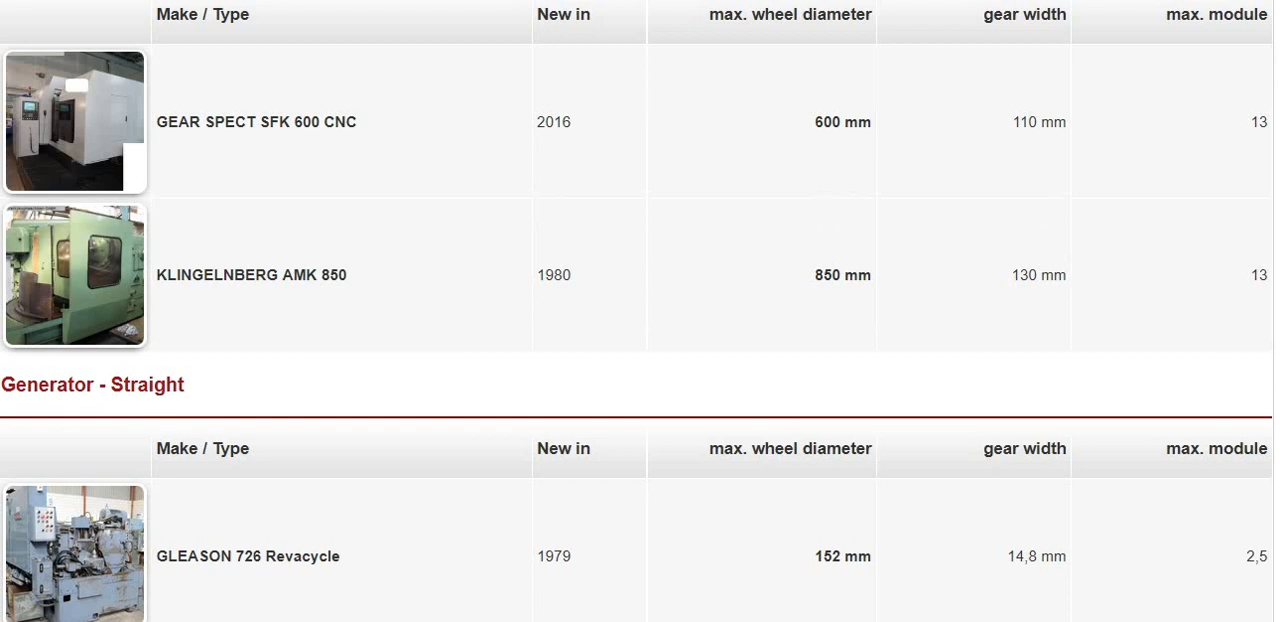 Make / Type New in max. wheel diameter gear width max. module
GEAR SPECT SFK 600 CNC 2016 600 mm 110 mm 13
KLINGELNBERG AMK 850 1980 850 mm 130 mm 13
Generator - Straight
Make / Type New in max. wheel diameter gear width max. module
GLEASON 726 Revacycle 1979 152 mm 14,8 mm 2,5